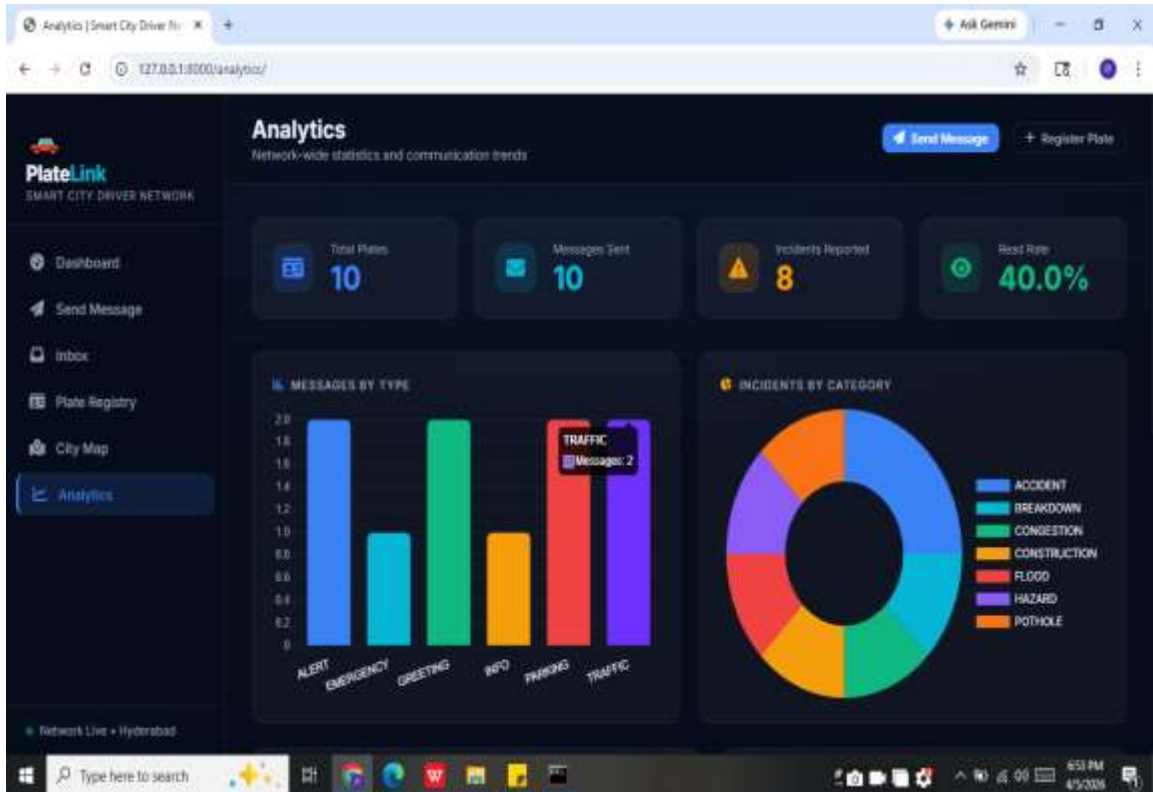 Analytics | Smart City Driver Ne
Ask Gemini
127.0.0.1:8000/analytics/
PlateLink
SMART CITY DRIVER NETWORK
Dashboard
Send Message
Inbox
Plate Registry
City Map
Analytics
Network Live • Hyderabad
Analytics
Network-wide statistics and communication trends
Send Message
+ Register Plate
Total Plates
10
Messages Sent
10
Incidents Reported
8
Read Rate
40.0%
MESSAGES BY TYPE
2.0
1.8
1.6
1.4
1.2
1.0
0.8
0.6
0.4
0.2
0
TRAFFIC
Messages: 2
ALERT
EMERGENCY
GREETING
INFO
PARKING
TRAFFIC
INCIDENTS BY CATEGORY
ACCIDENT
BREAKDOWN
CONGESTION
CONSTRUCTION
FLOOD
HAZARD
POTHOLE
Type here to search
6:53 PM
4/5/2026